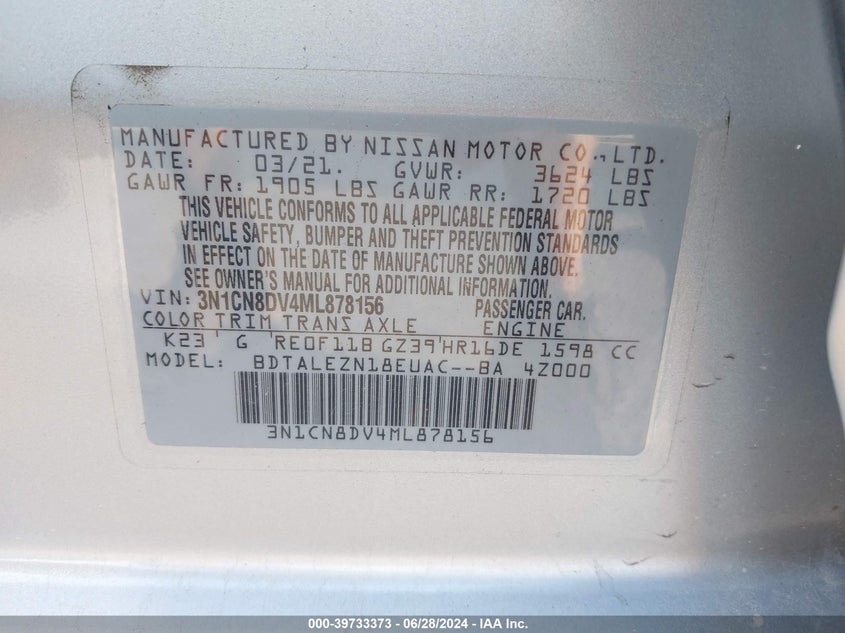 MANUFACTURED BY NISSAN MOTOR CO.,LTD.
DATE: 03/21. GVWR: 3624 LBS
GAWR FR: 1905 LBS GAWR RR: 1720 LBS
THIS VEHICLE CONFORMS TO ALL APPLICABLE FEDERAL MOTOR
VEHICLE SAFETY, BUMPER AND THEFT PREVENTION STANDARDS
IN EFFECT ON THE DATE OF MANUFACTURE SHOWN ABOVE.
SEE OWNER'S MANUAL FOR ADDITIONAL INFORMATION.
VIN: 3N1CN8DV4ML878156 PASSENGER CAR.
COLOR TRIM TRANS AXLE ENGINE
K23' G 'RE0F11B GZ39'HR16DE 1598 CC
MODEL: BDTALEZN18EUAC--BA 4Z000
3N1CN8DV4ML878156
000-39733373 | 06/28/2024 - IAA Inc.